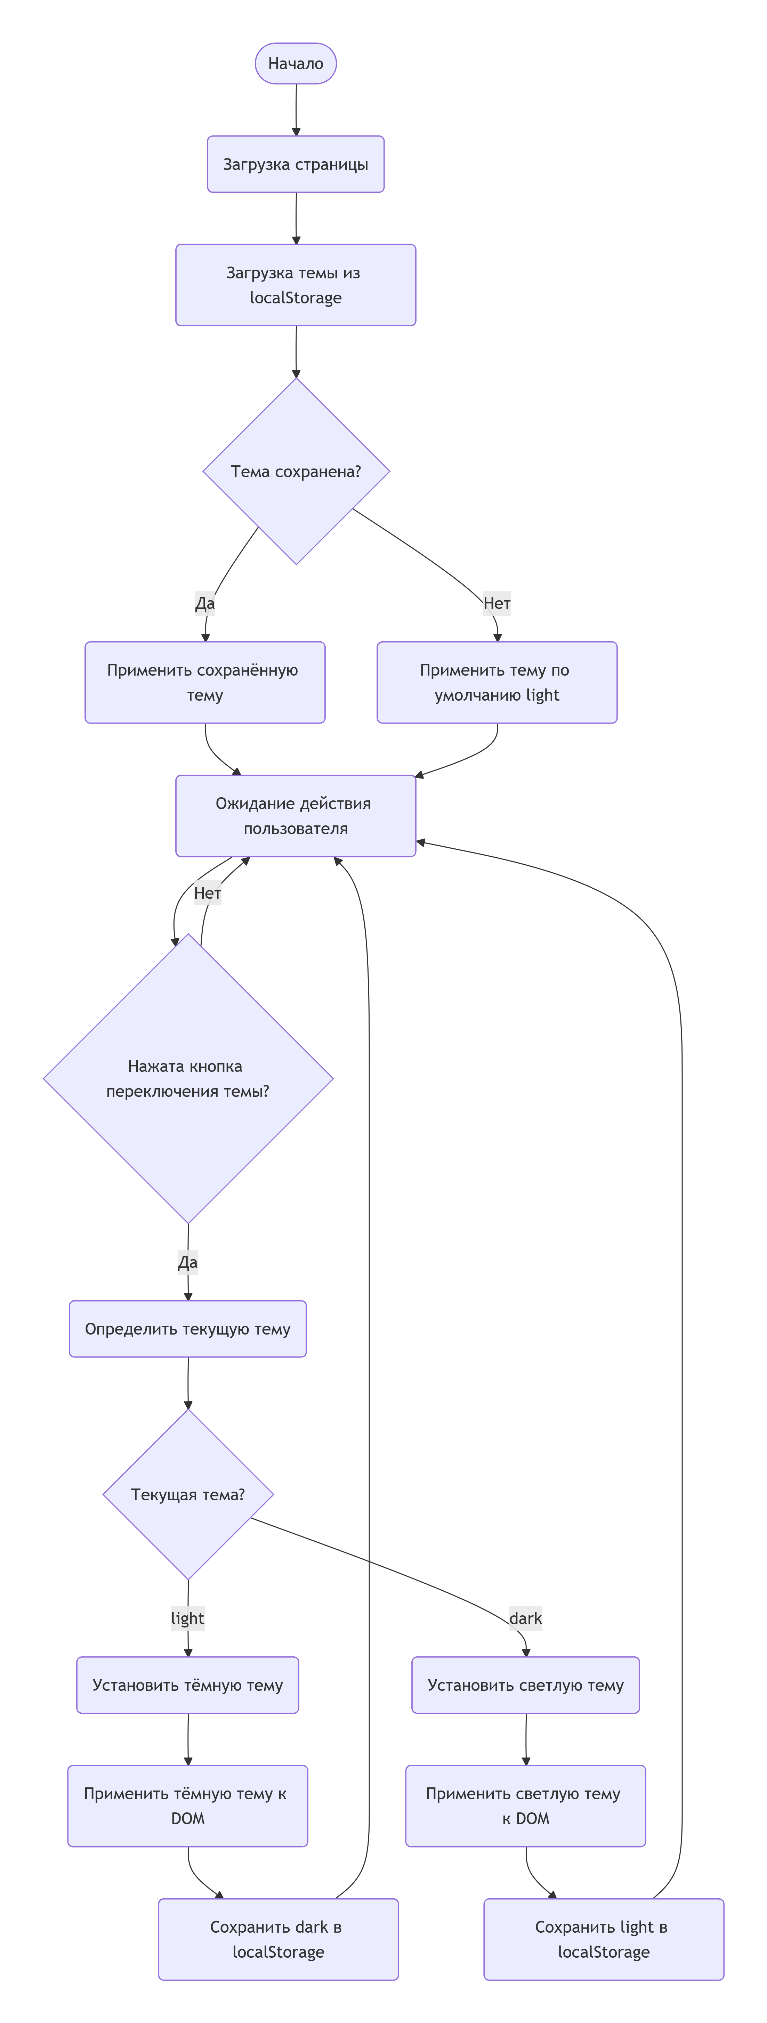 Начало
Загрузка страницы
Загрузка темы из
localStorage
Тема сохранена?
Да
Нет
Применить сохранённую
тему
Применить тему по
умолчанию light
Ожидание действия
пользователя
Нет
Нажата кнопка
переключения темы?
Да
Определить текущую тему
Текущая тема?
light
dark
Установить тёмную тему
Установить светлую тему
Применить тёмную тему к
DOM
Применить светлую тему
к DOM
Сохранить dark в
localStorage
Сохранить light в
localStorage